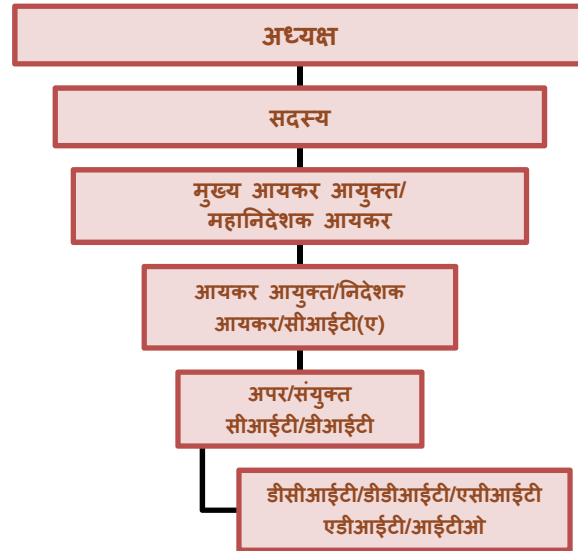 अध्यक्ष
सदस्य
मुख्य आयकर आयुक्त/
महानिदेशक आयकर
आयकर आयुक्त/निदेशक
आयकर/सीआईटी(ए)
अपर/संयुक्त
सीआईटी/डीआईटी
डीसीआईटी/डीडीआईटी/एसीआईटी
एडीआईटी/आईटीओ